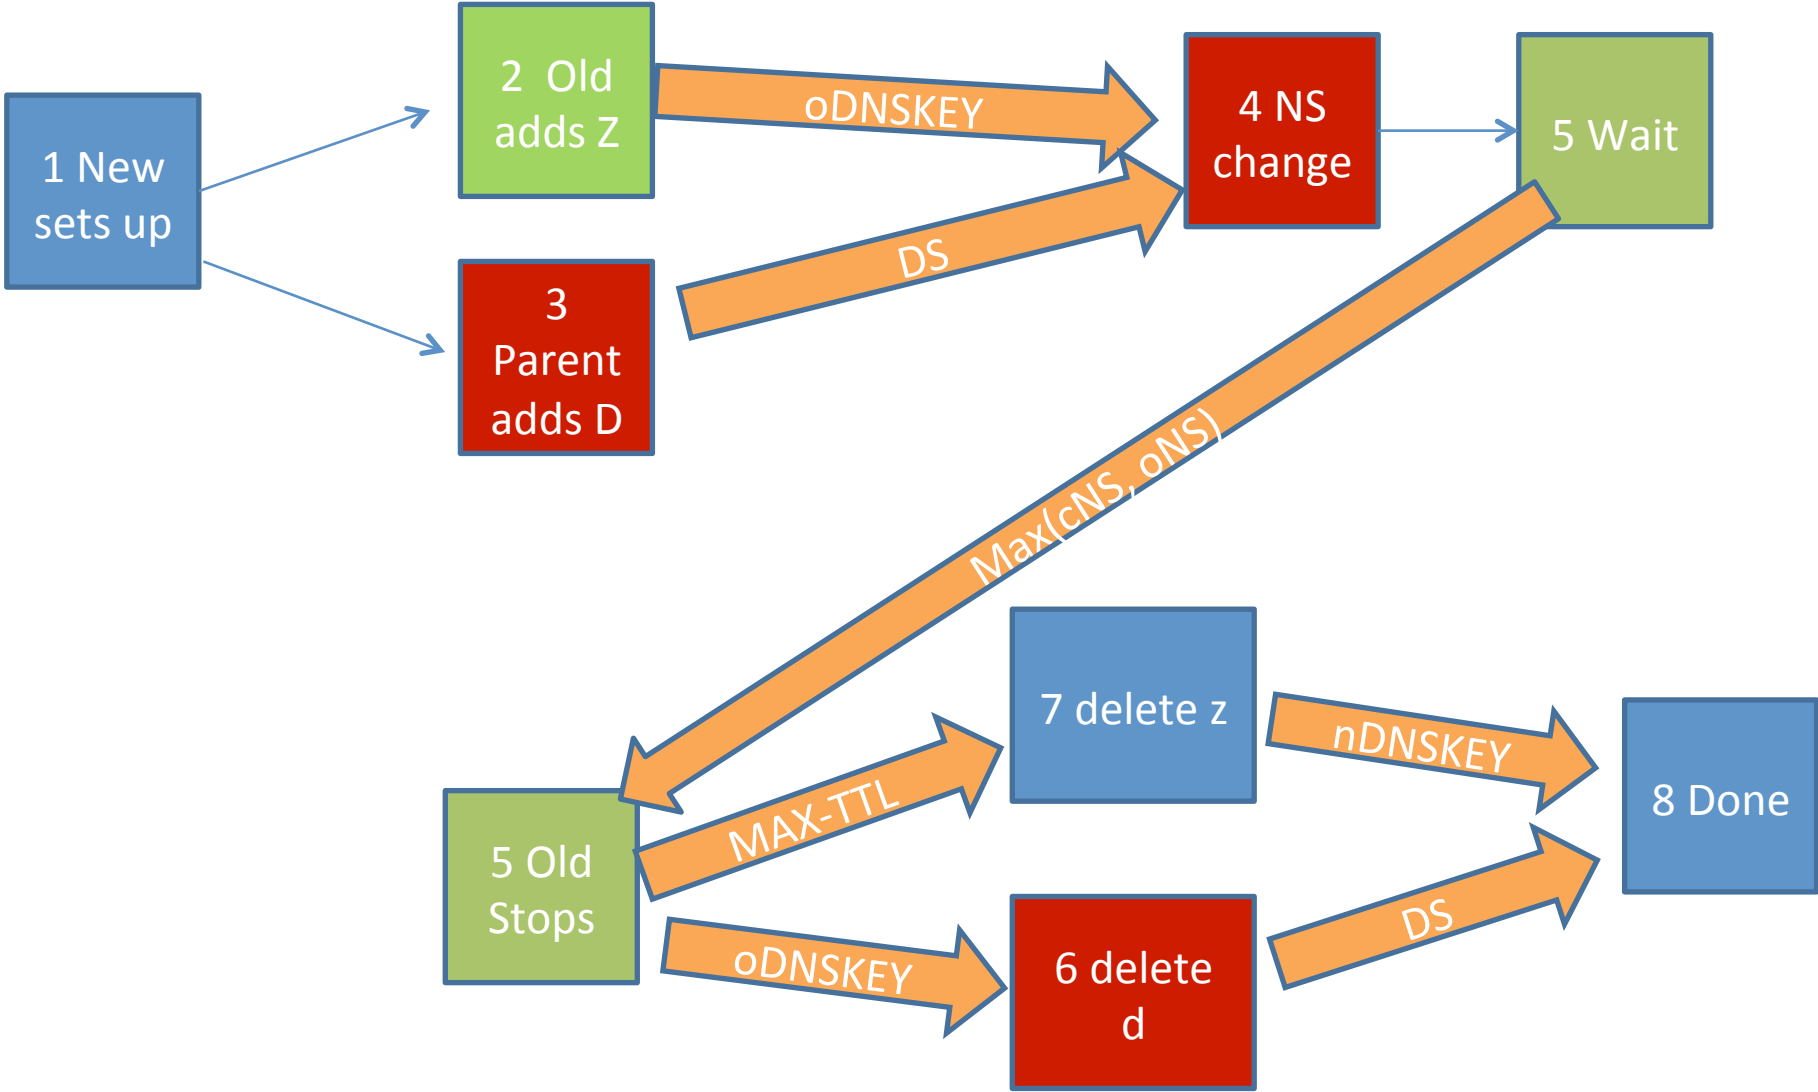 1 New
sets up
2  Old
adds Z
oDNSKEY
4 NS
change
5 Wait
3
Parent
adds D
DS
Max(cNS, oNS)
7 delete z
nDNSKEY
8 Done
5 Old
Stops
MAX-TTL
oDNSKEY
6 delete
d
DS